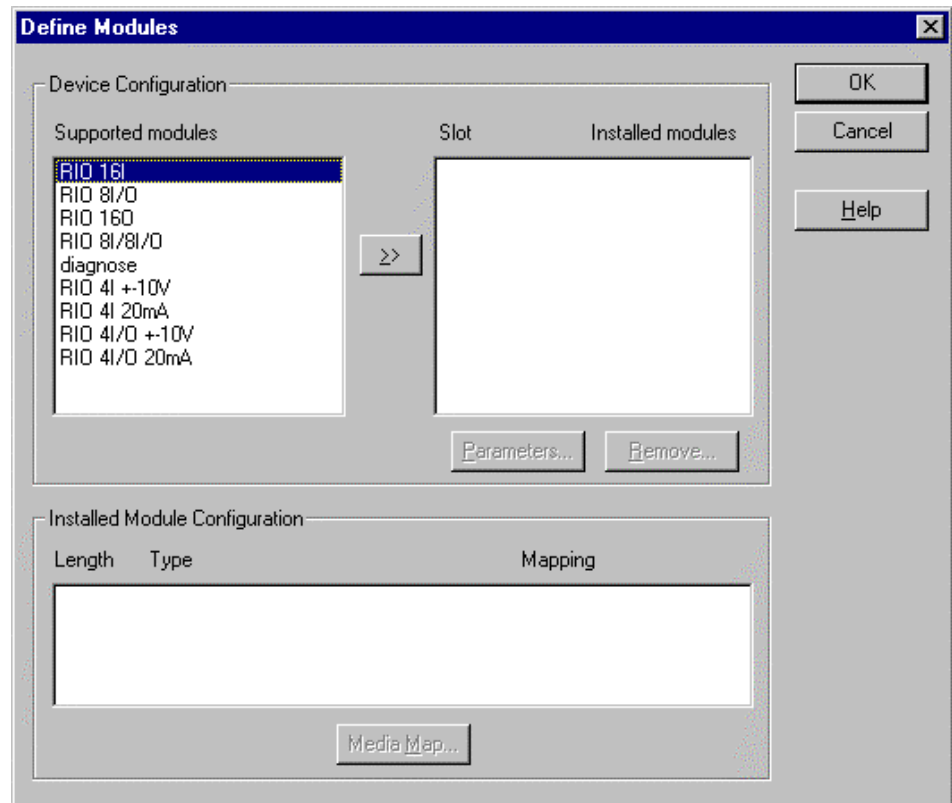 Define Modules
Device Configuration
OK
Supported modules Slot Installed modules
Cancel
RIO 16I
RIO 8I/O
RIO 16O
RIO 8I/8I/O
diagnose
RIO 4I +-10V
RIO 4I 20mA
RIO 4I/O +-10V
RIO 4I/O 20mA
>>
Help
Parameters... Remove...
Installed Module Configuration
Length Type Mapping
Media Map...